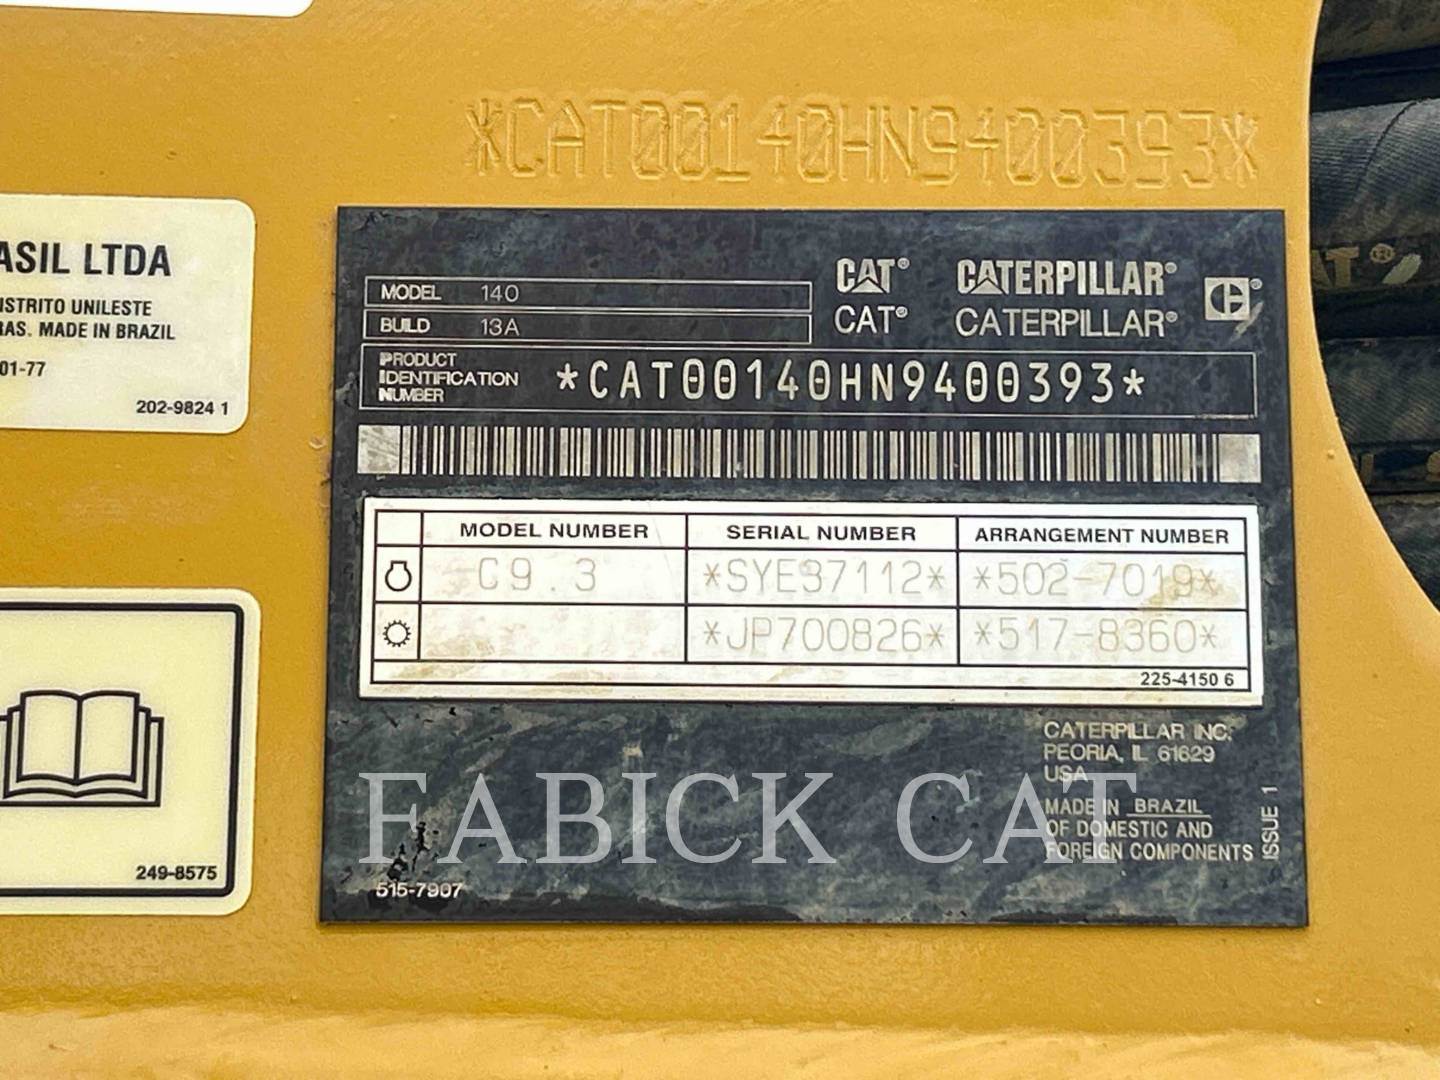 *CAT00140HN9400393*
ASIL LTDA
ISTRITO UNILESTE
RAS. MADE IN BRAZIL
01-77
202-9824 1
MODEL 140
BUILD 13A
CAT® CATERPILLAR®
CAT® CATERPILLAR®
PRODUCT
IDENTIFICATION
NUMBER
*CAT00140HN9400393*
MODEL NUMBER SERIAL NUMBER ARRANGEMENT NUMBER
C9.3 *SYE37112* *502-7019*
*JP700826* *517-8360*
225-4150 6
CATERPILLAR INC.
PEORIA, IL 61629
USA
MADE IN BRAZIL
OF DOMESTIC AND
FOREIGN COMPONENTS
ISSUE 1
515-7907
249-8575
FABICK CAT
AT®